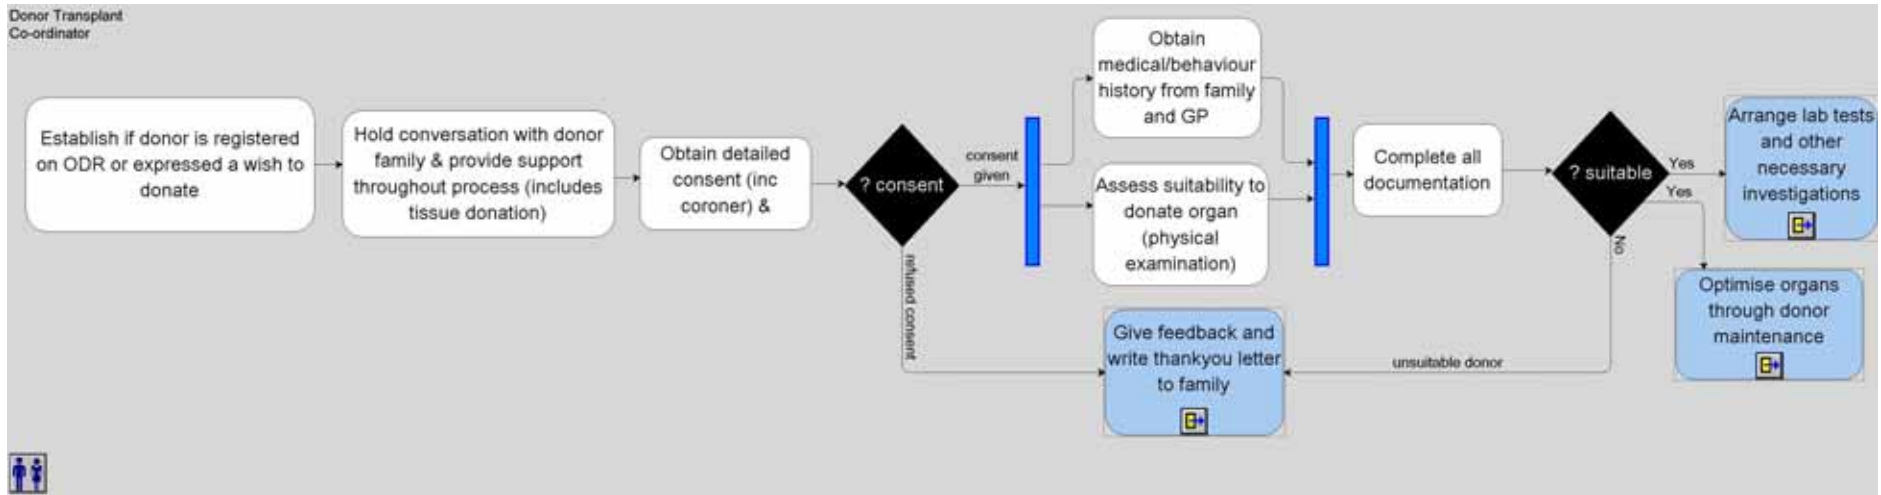 Donor Transplant
Co-ordinator
Establish if donor is registered
on ODR or expressed a wish to
donate
Hold conversation with donor
family & provide support
throughout process (includes
tissue donation)
Obtain detailed
consent (inc
coroner) &
? consent
consent
given
refused consent
Obtain
medical/behaviour
history from family
and GP
Assess suitability to
donate organ
(physical
examination)
Complete all
documentation
? suitable
Yes
Yes
No
Arrange lab tests
and other
necessary
investigations
Optimise organs
through donor
maintenance
unsuitable donor
Give feedback and
write thankyou letter
to family